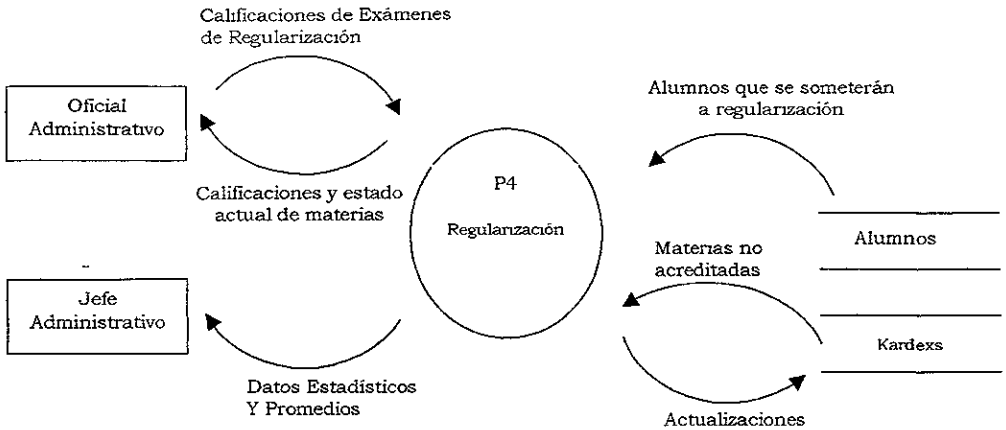 Calificaciones de Exámenes
de Regularización
Oficial
Administrativo
Calificaciones y estado
actual de materias
Jefe
Administrativo
Datos Estadísticos
Y Promedios
P4
Regularización
Alumnos que se someterán
a regularización
Materias no
acreditadas
Alumnos
Kardexs
Actualizaciones